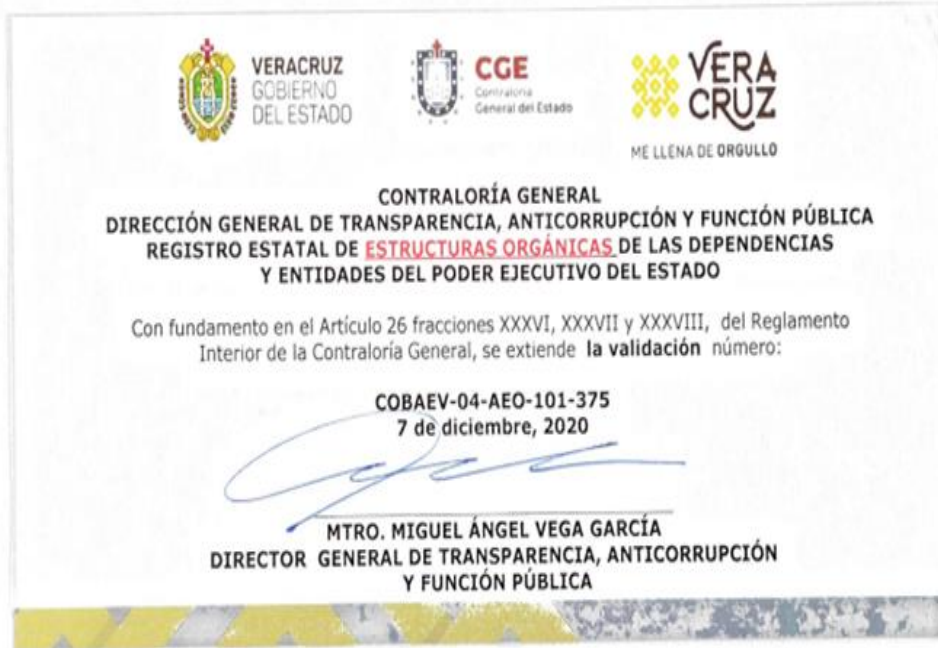 VERACRUZ
GOBIERNO
DEL ESTADO
CGE
Contraloría
General del Estado
VERA
CRUZ
ME LLENA DE ORGULLO
CONTRALORÍA GENERAL
DIRECCIÓN GENERAL DE TRANSPARENCIA, ANTICORRUPCIÓN Y FUNCIÓN PÚBLICA
REGISTRO ESTATAL DE ESTRUCTURAS ORGÁNICAS DE LAS DEPENDENCIAS
Y ENTIDADES DEL PODER EJECUTIVO DEL ESTADO
Con fundamento en el Artículo 26 fracciones XXXVI, XXXVII y XXXVIII, del Reglamento
Interior de la Contraloría General, se extiende la validación número:
COBAEV-04-AEO-101-375
7 de diciembre, 2020
MTRO. MIGUEL ÁNGEL VEGA GARCÍA
DIRECTOR GENERAL DE TRANSPARENCIA, ANTICORRUPCIÓN
Y FUNCIÓN PÚBLICA